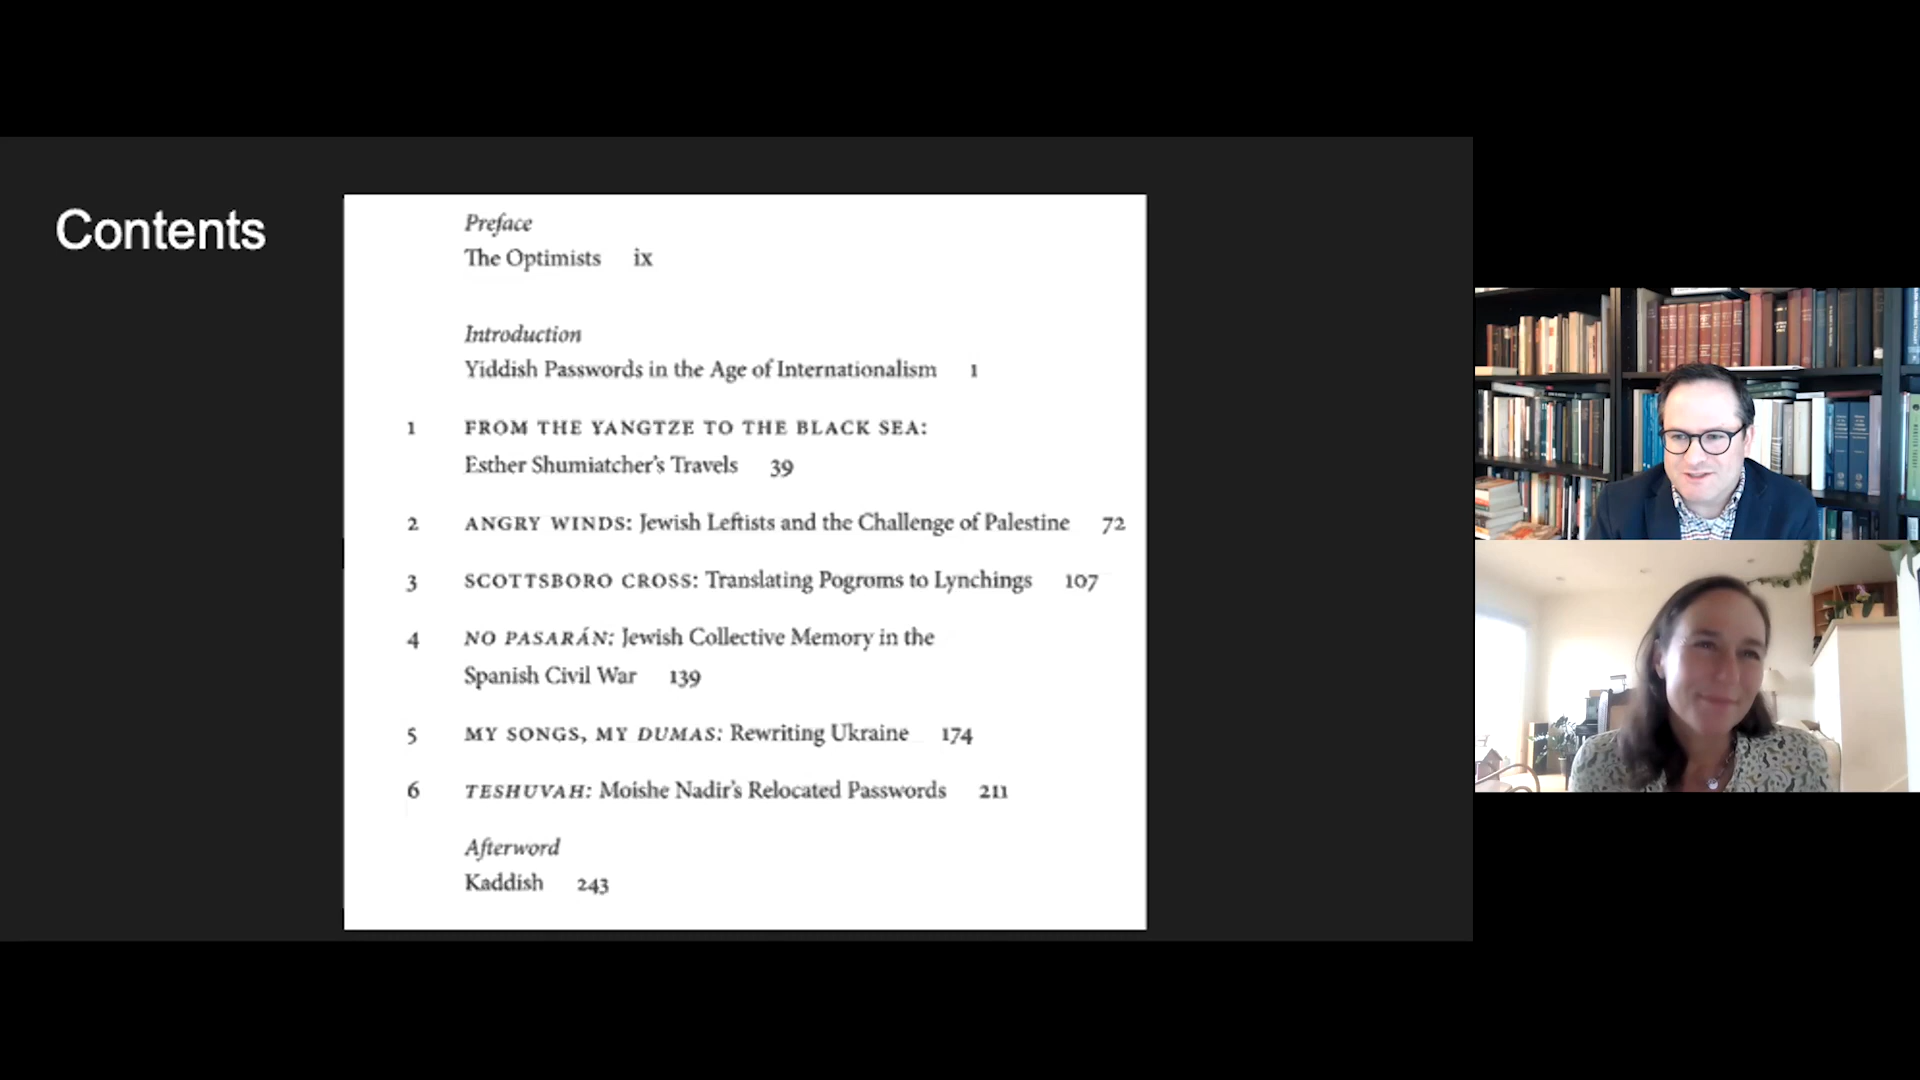 Contents
Preface
The Optimists ix
Introduction
Yiddish Passwords in the Age of Internationalism 1
1 FROM THE YANGTZE TO THE BLACK SEA:
Esther Shumiatcher's Travels 39
2 ANGRY WINDS: Jewish Leftists and the Challenge of Palestine 72
3 SCOTTSBORO CROSS: Translating Pogroms to Lynchings 107
4 NO PASARÁN: Jewish Collective Memory in the
Spanish Civil War 139
5 MY SONGS, MY DUMAS: Rewriting Ukraine 174
6 TESHUVAH: Moishe Nadir's Relocated Passwords 211
Afterword
Kaddish 243